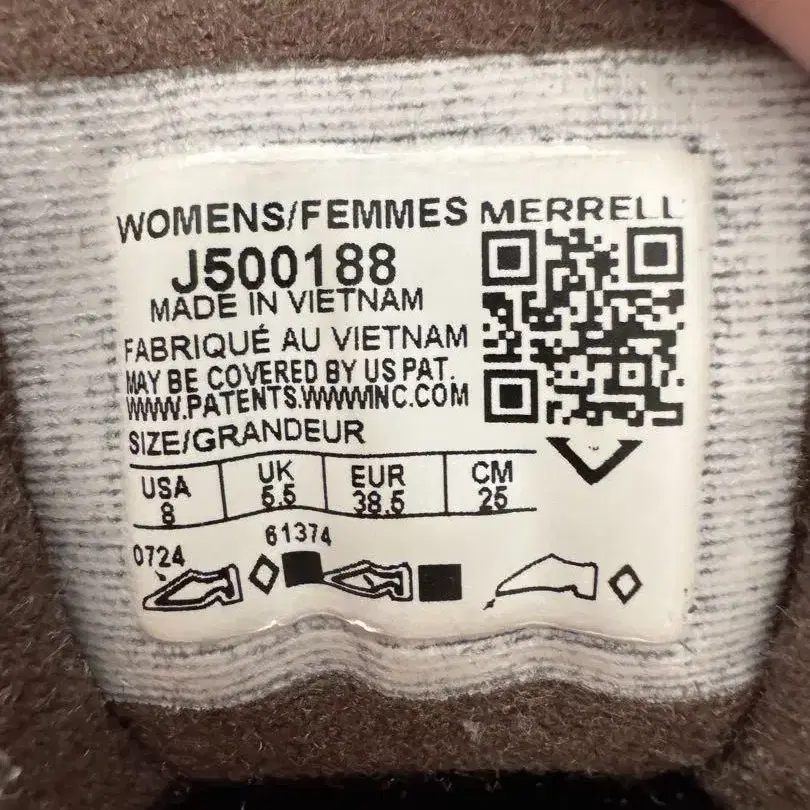 WOMENS/FEMMES MERRELL
J500188
MADE IN VIETNAM
FABRIQUÉ AU VIETNAM
MAY BE COVERED BY US PAT.
WWW.PATENTS.WWWINC.COM
SIZE/GRANDEUR
USA UK EUR CM
8 5.5 38.5 25
0724 61374